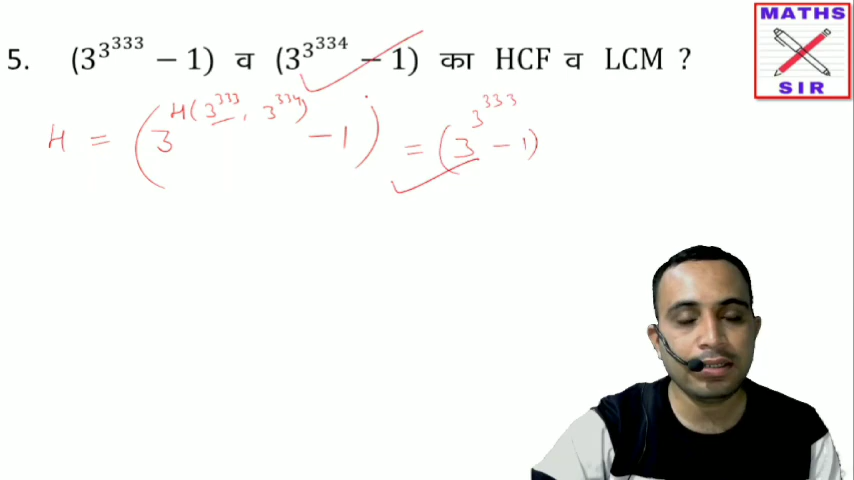 MATHS
SIR
5. (3^3^333 − 1) व (3^3^334 − 1) का HCF व LCM ?
H = (3^H(3^333, 3^334) − 1) = (3^3^333 − 1)